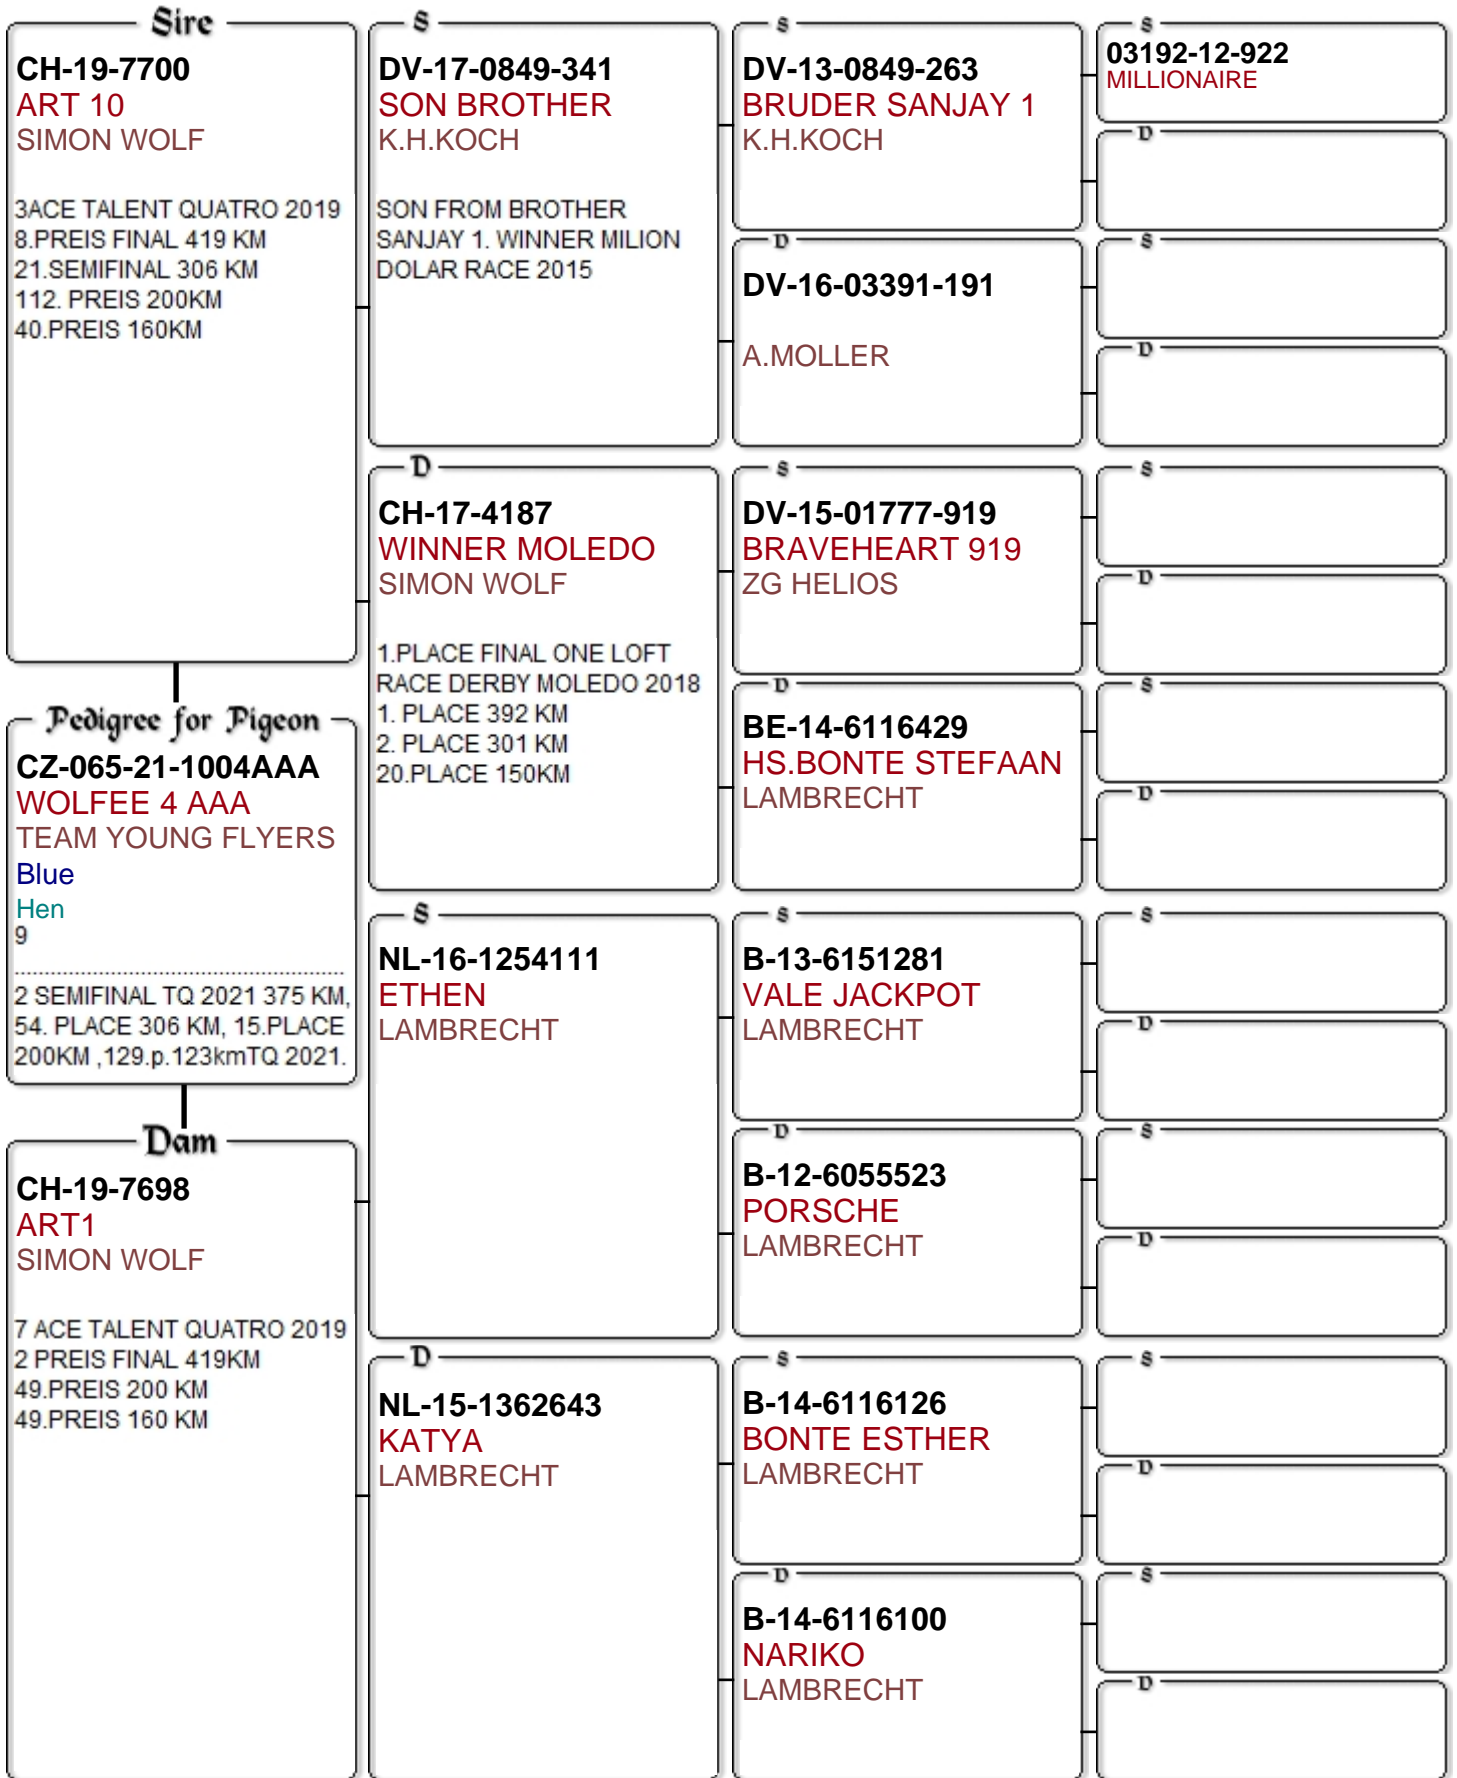 Sire
CH-19-7700
ART 10
SIMON WOLF
3ACE TALENT QUATRO 2019
8.PREIS FINAL 419 KM
21.SEMIFINAL 306 KM
112. PREIS 200KM
40.PREIS 160KM
Pedigree for Pigeon
CZ-065-21-1004AAA
WOLFEE 4 AAA
TEAM YOUNG FLYERS
Blue
Hen
9
2 SEMIFINAL TQ 2021 375 KM,
54. PLACE 306 KM, 15.PLACE
200KM ,129.p.123kmTQ 2021.
Dam
CH-19-7698
ART1
SIMON WOLF
7 ACE TALENT QUATRO 2019
2 PREIS FINAL 419KM
49.PREIS 200 KM
49.PREIS 160 KM
S
DV-17-0849-341
SON BROTHER
K.H.KOCH
SON FROM BROTHER
SANJAY 1. WINNER MILION
DOLAR RACE 2015
D
CH-17-4187
WINNER MOLEDO
SIMON WOLF
1.PLACE FINAL ONE LOFT
RACE DERBY MOLEDO 2018
1. PLACE 392 KM
2. PLACE 301 KM
20.PLACE 150KM
S
NL-16-1254111
ETHEN
LAMBRECHT
D
NL-15-1362643
KATYA
LAMBRECHT
S
DV-13-0849-263
BRUDER SANJAY 1
K.H.KOCH
D
DV-16-03391-191
A.MOLLER
S
DV-15-01777-919
BRAVEHEART 919
ZG HELIOS
D
BE-14-6116429
HS.BONTE STEFAAN
LAMBRECHT
S
B-13-6151281
VALE JACKPOT
LAMBRECHT
D
B-12-6055523
PORSCHE
LAMBRECHT
S
B-14-6116126
BONTE ESTHER
LAMBRECHT
D
B-14-6116100
NARIKO
LAMBRECHT
S
03192-12-922
MILLIONAIRE
D
S
D
S
D
S
D
S
D
S
D
S
D
S
D